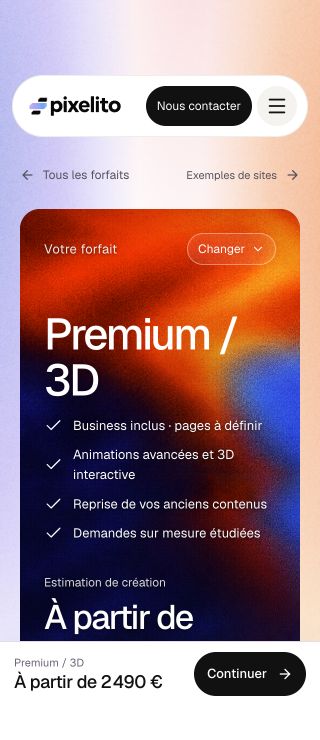 pixelito
Nous contacter
Tous les forfaits
Exemples de sites
Votre forfait
Changer
Premium /
3D
Business inclus · pages à définir
Animations avancées et 3D
interactive
Reprise de vos anciens contenus
Demandes sur mesure étudiées
Estimation de création
À partir de
Premium / 3D
À partir de 2 490 €
Continuer